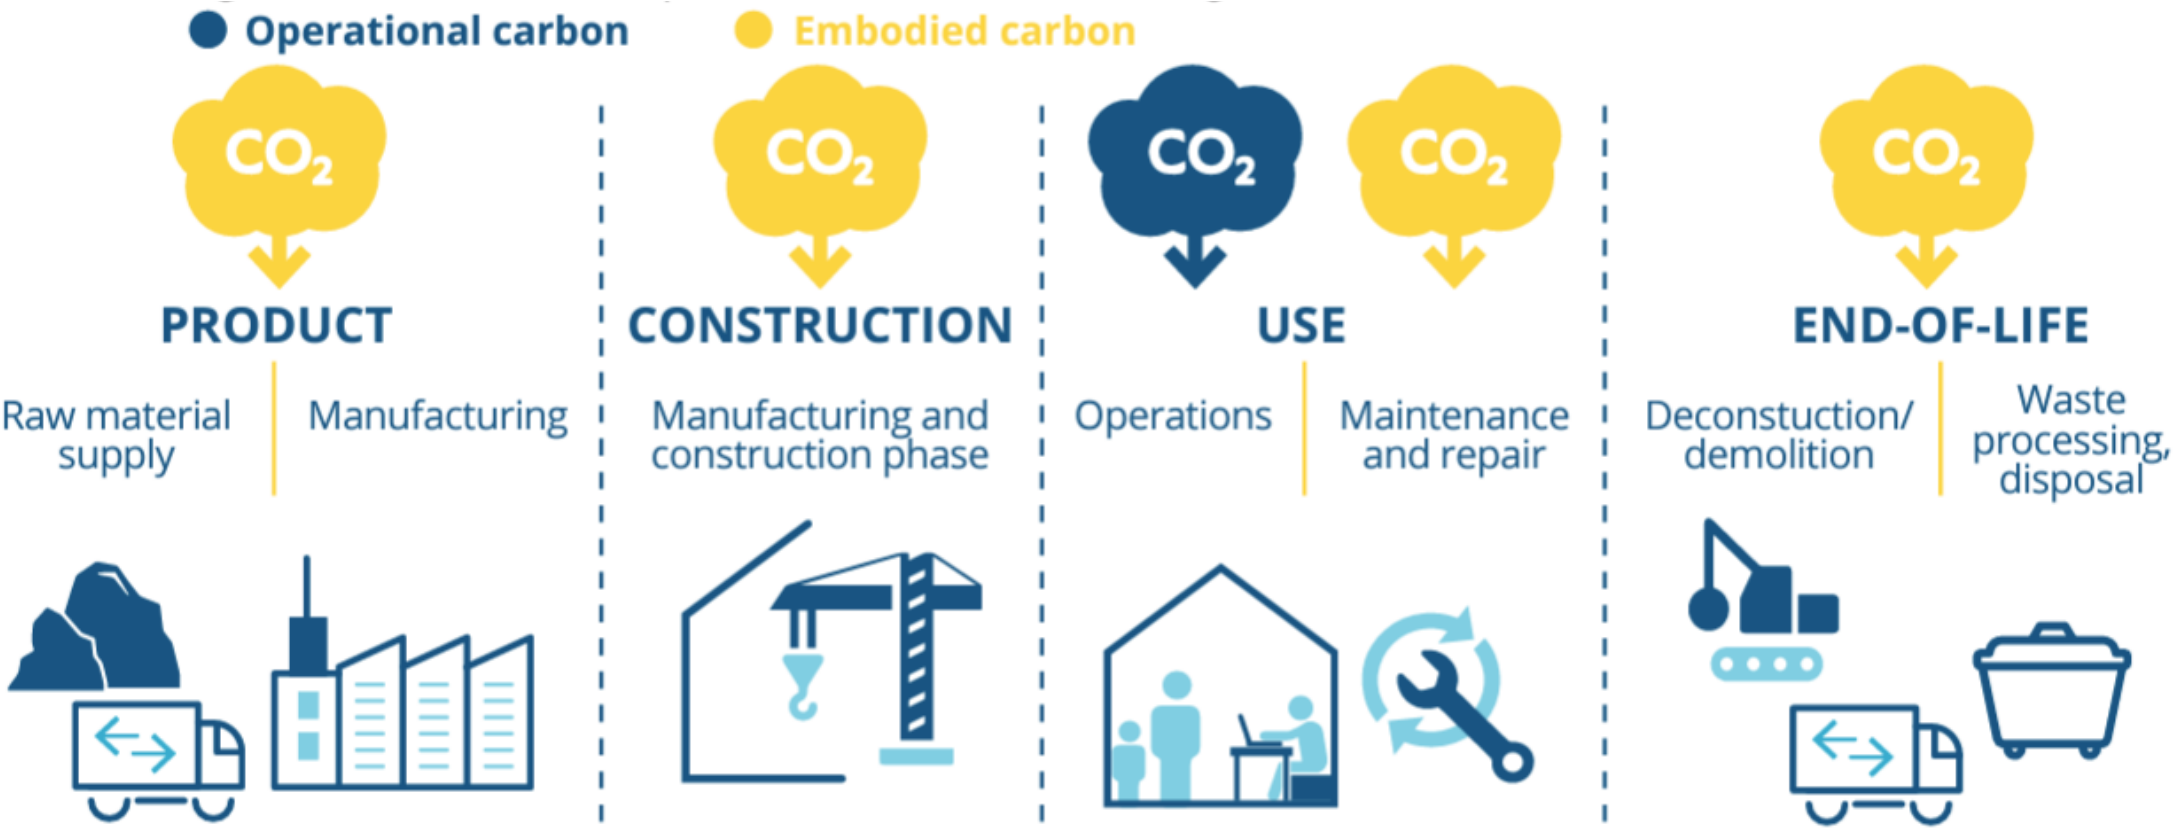 Operational carbon
Embodied carbon
CO₂
CO₂
CO₂
CO₂
CO₂
PRODUCT
CONSTRUCTION
USE
END-OF-LIFE
Raw material
supply
Manufacturing
Manufacturing and
construction phase
Operations
Maintenance
and repair
Deconstuction/
demolition
Waste
processing,
disposal